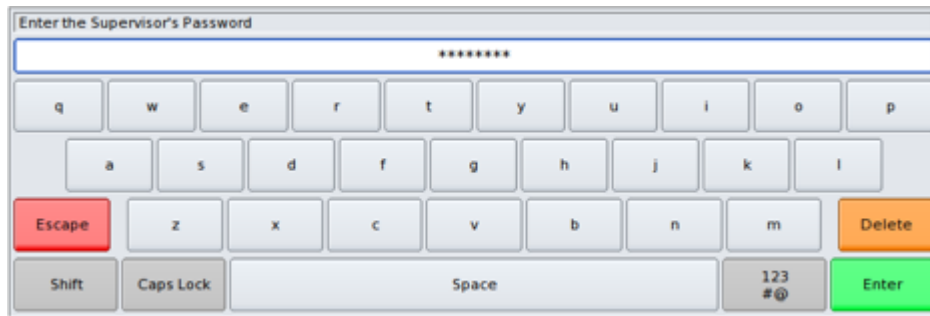 Enter the Supervisor's Password
********
q w e r t y u i o p
a s d f g h j k l
Escape z x c v b n m Delete
Shift Caps Lock Space 123 #@ Enter